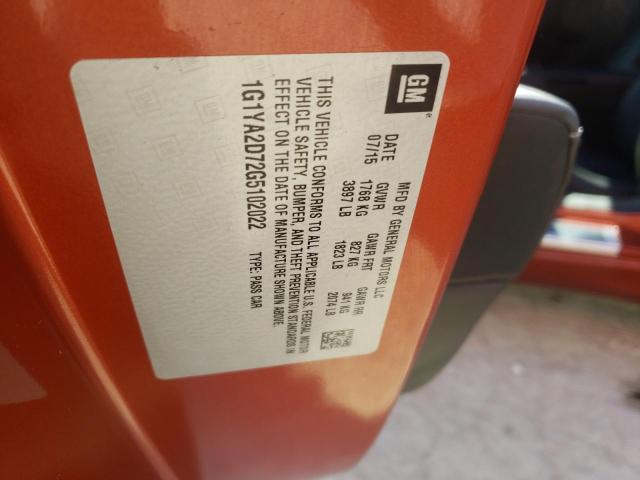 GM
MFD BY GENERAL MOTORS LLC
DATE GVWR GAWR FRT GAWR RR
07/15 1768 KG 827 KG 941 KG
3897 LB 1823 LB 2074 LB
THIS VEHICLE CONFORMS TO ALL APPLICABLE U.S. FEDERAL MOTOR
VEHICLE SAFETY, BUMPER, AND THEFT PREVENTION STANDARDS IN
EFFECT ON THE DATE OF MANUFACTURE SHOWN ABOVE.
1G1YA2D72G5102022 TYPE: PASS CAR